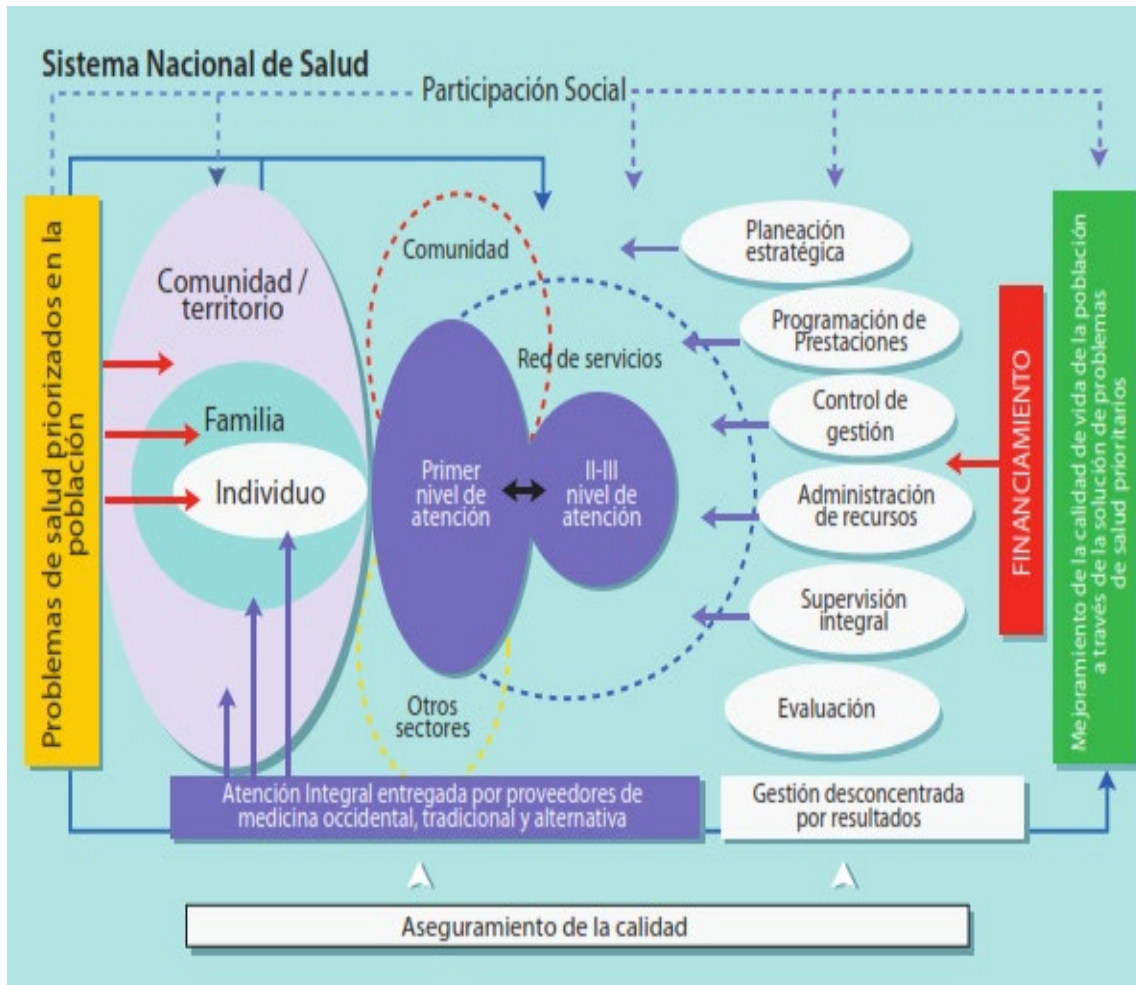 Sistema Nacional de Salud
Participación Social
Problemas de salud priorizados en la
población
Comunidad /
territorio
Familia
Individuo
Comunidad
Red de servicios
Primer
nivel de
atención
II-III
nivel de
atención
Otros
sectores
Planeación
estratégica
Programación de
Prestaciones
Control de
gestión
Administración
de recursos
Supervisión
integral
Evaluación
FINANCIAMIENTO
Mejoramiento de la calidad de vida de la población
a través de la solución de problemas
de salud prioritarios
Atención Integral entregada por proveedores de
medicina occidental, tradicional y alternativa
Gestión desconcentrada
por resultados
Aseguramiento de la calidad